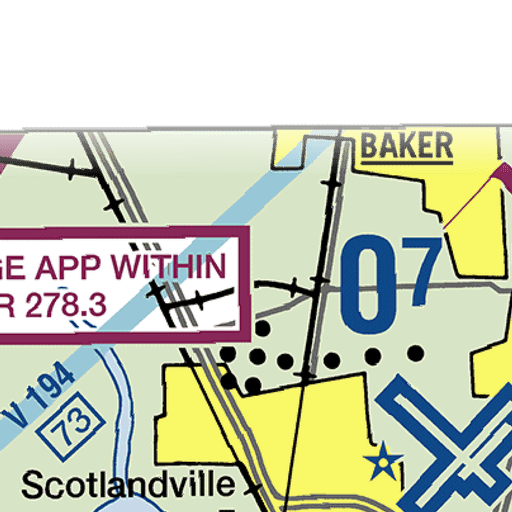 BAKER
GE APP WITHIN
R 278.3
0⁷
V 194
73
Scotlandville